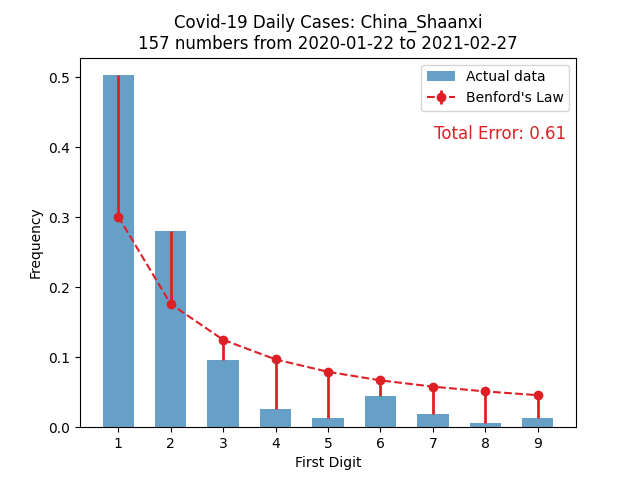 Covid-19 Daily Cases: China_Shaanxi
157 numbers from 2020-01-22 to 2021-02-27
Actual data
Benford's Law
Total Error: 0.61
Frequency
0.5
0.4
0.3
0.2
0.1
0.0
1 2 3 4 5 6 7 8 9
First Digit